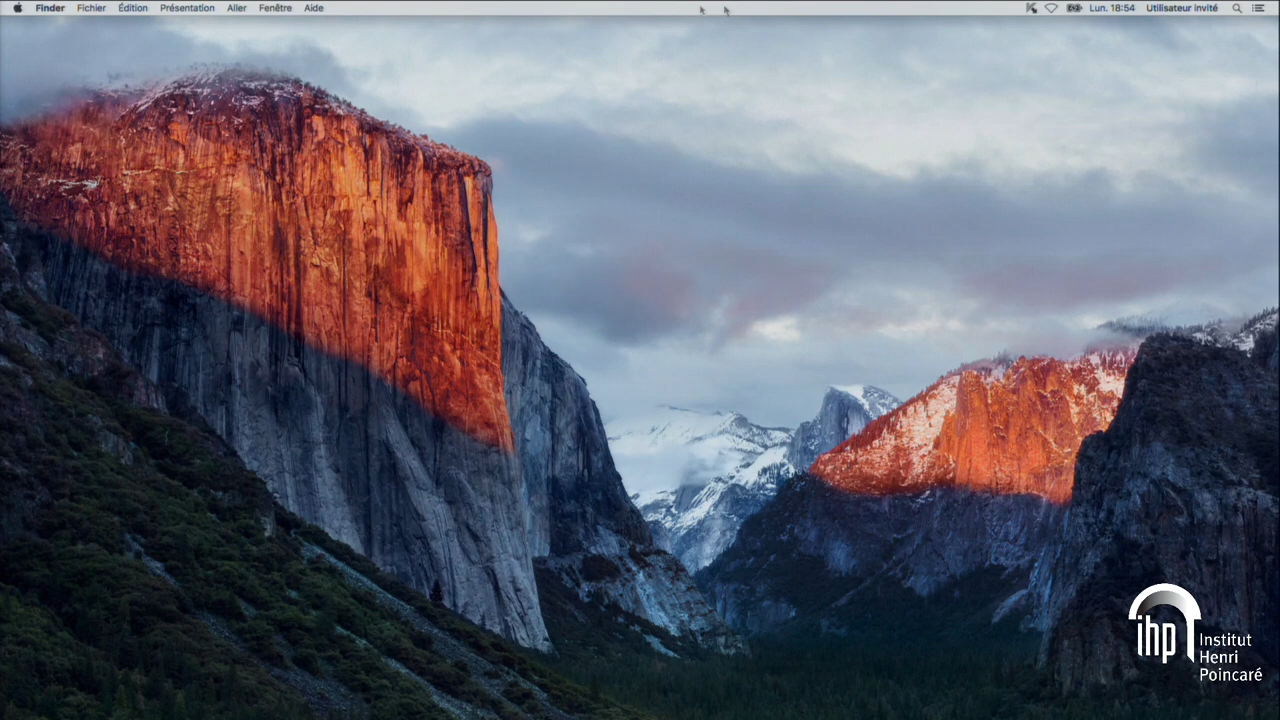 Finder Fichier Édition Présentation Aller Fenêtre Aide Lun. 18:54 Utilisateur invité
ihp
Institut
Henri
Poincaré